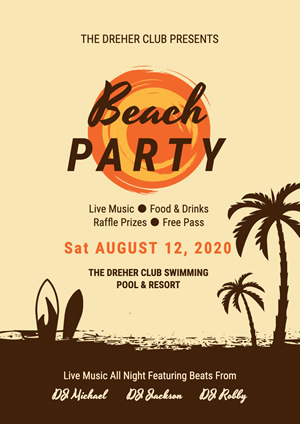 THE DREHER CLUB PRESENTS
Beach
PARTY
Live Music ● Food & Drinks
Raffle Prizes ● Free Pass
Sat AUGUST 12, 2020
THE DREHER CLUB SWIMMING
POOL & RESORT
Live Music All Night Featuring Beats From
DJ Michael DJ Jackson DJ Robby